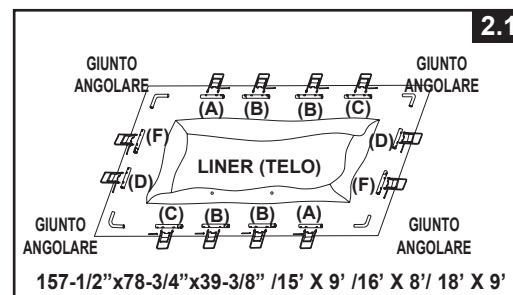 2.1
GIUNTO
ANGOLARE
GIUNTO
ANGOLARE
(A) (B) (B) (C)
(F) (D)
LINER (TELO)
(D) (F)
(C) (B) (B) (A)
GIUNTO
ANGOLARE
GIUNTO
ANGOLARE
157-1/2”x78-3/4”x39-3/8” /15’ X 9’ /16’ X 8’/ 18’ X 9’